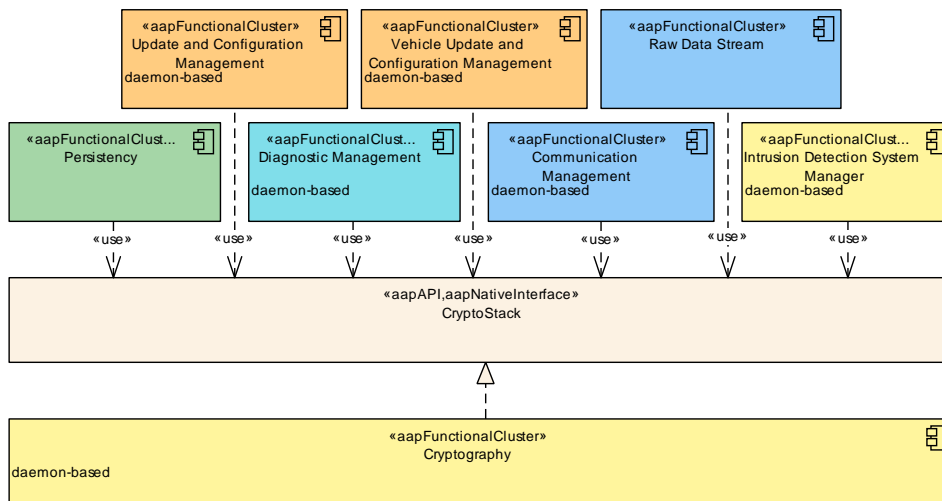 «aapFunctionalCluster»
Update and Configuration
Management
daemon-based
«aapFunctionalCluster»
Vehicle Update and
Configuration Management
daemon-based
«aapFunctionalCluster»
Raw Data Stream
«aapFunctionalClust...
Persistency
«aapFunctionalClust...
Diagnostic Management
daemon-based
«aapFunctionalCluster»
Communication
Management
daemon-based
«aapFunctionalClust...
Intrusion Detection System
Manager
daemon-based
«use»
«use»
«use»
«use»
«use»
«use»
«use»
«aapAPI,aapNativeInterface»
CryptoStack
«aapFunctionalCluster»
Cryptography
daemon-based